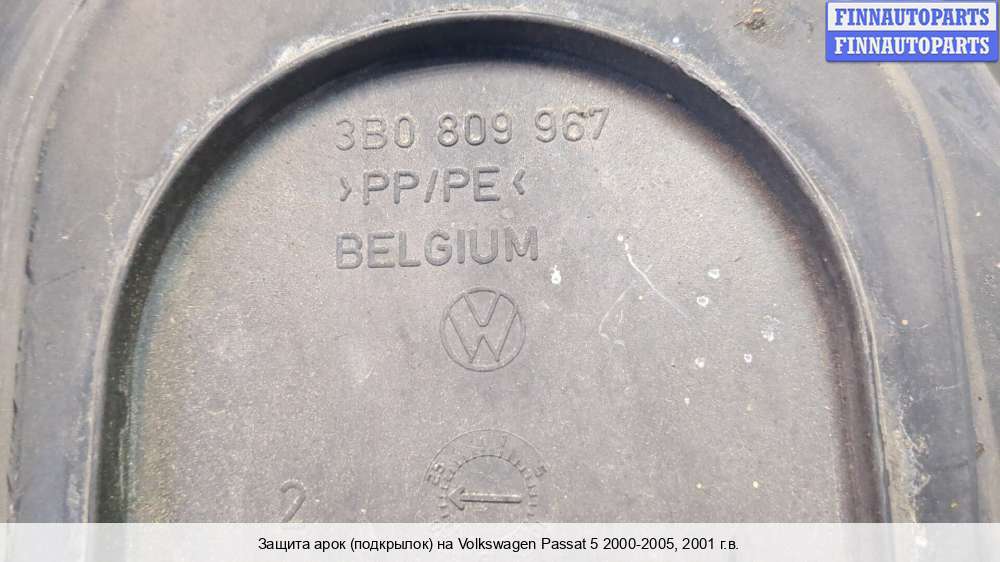 FINNAUTOPARTS
FINNAUTOPARTS
3B0 809 967
>PP/PE<
BELGIUM
2
5
Защита арок (подкрылок) на Volkswagen Passat 5 2000-2005, 2001 г.в.